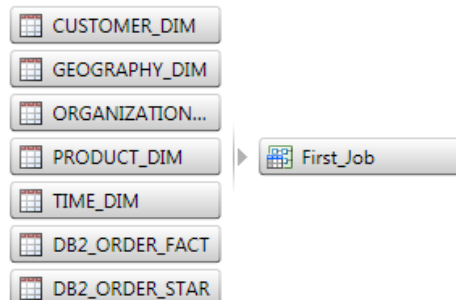 CUSTOMER_DIM
GEOGRAPHY_DIM
ORGANIZATION...
PRODUCT_DIM
First_Job
TIME_DIM
DB2_ORDER_FACT
DB2_ORDER_STAR